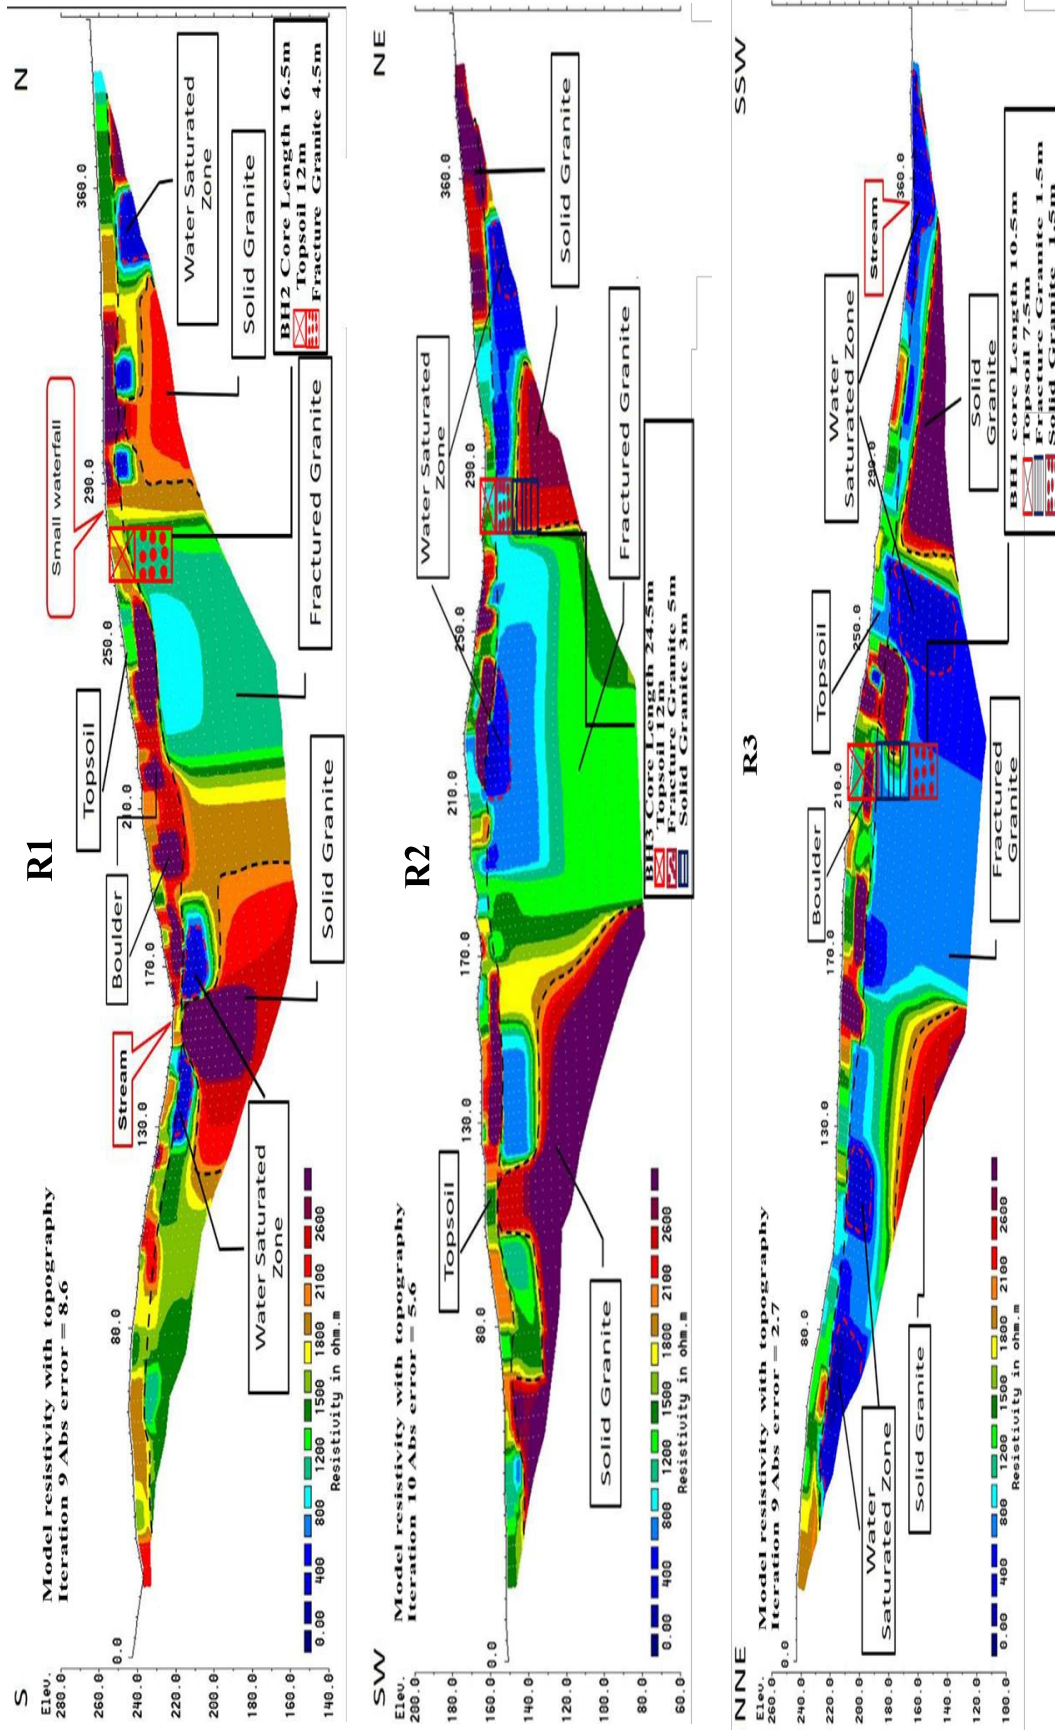 R1
S
N
Model resistivity with topography
Iteration 9 Abs error = 8.6
Elev.
280.0
260.0
240.0
220.0
200.0
180.0
160.0
140.0
0.0
80.0
130.0
170.0
210.0
250.0
290.0
360.0
Stream
Boulder
Topsoil
Small waterfall
Water Saturated
Zone
Solid Granite
Fractured Granite
Solid Granite
Water Saturated
Zone
BH2 Core Length 16.5m
Topsoil 12m
Fracture Granite 4.5m
0.00 400 800 1200 1500 1800 2100 2600
Resistivity in ohm.m
R2
SW
NE
Model resistivity with topography
Iteration 10 Abs error = 5.6
Elev.
200.0
180.0
160.0
140.0
120.0
100.0
80.0
60.0
0.0
80.0
130.0
170.0
210.0
250.0
290.0
360.0
Topsoil
Water Saturated
Zone
Solid Granite
Solid Granite
Fractured Granite
BH3 Core Length 24.5m
Topsoil 12m
Fracture Granite 5m
Solid Granite 3m
0.00 400 800 1200 1500 1800 2100 2600
Resistivity in ohm.m
R3
NNE
SSW
Model resistivity with topography
Iteration 9 Abs error = 2.7
Elev.
260.0
240.0
220.0
200.0
180.0
160.0
140.0
120.0
100.0
0.0
80.0
130.0
170.0
210.0
250.0
290.0
360.0
Boulder
Topsoil
Water
Saturated Zone
Stream
Water
Saturated Zone
Solid Granite
Fractured
Granite
Solid
Granite
BH1 core Length 10.5m
Topsoil 7.5m
Fracture Granite 1.5m
Solid Granite 1.5m
0.00 400 800 1200 1500 1800 2100 2600
Resistivity in ohm.m